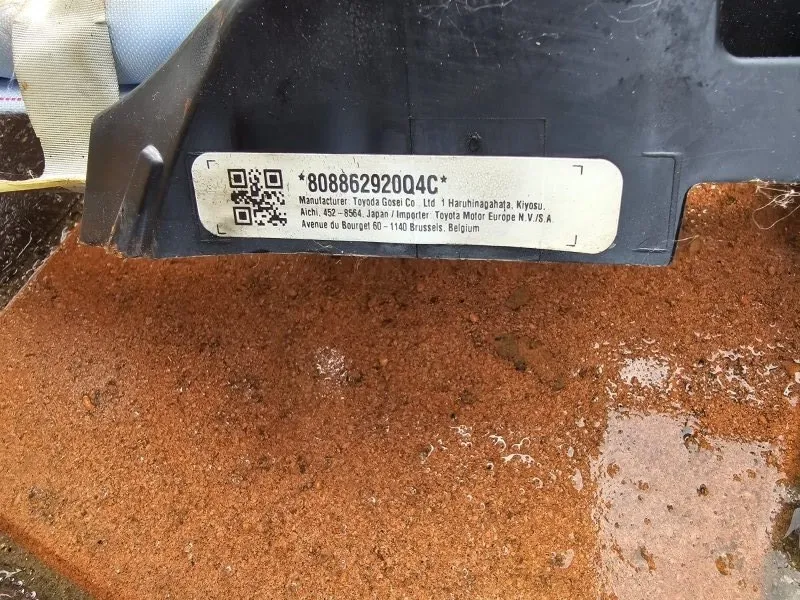 *808862920Q4C*
Manufacturer: Toyoda Gosei Co. Ltd 1 Haruhinagahata, Kiyosu,
Aichi, 452 - 8564, Japan / Importer: Toyota Motor Europe N.V./S.A.
Avenue du Bourget 60 - 1140 Brussels, Belgium